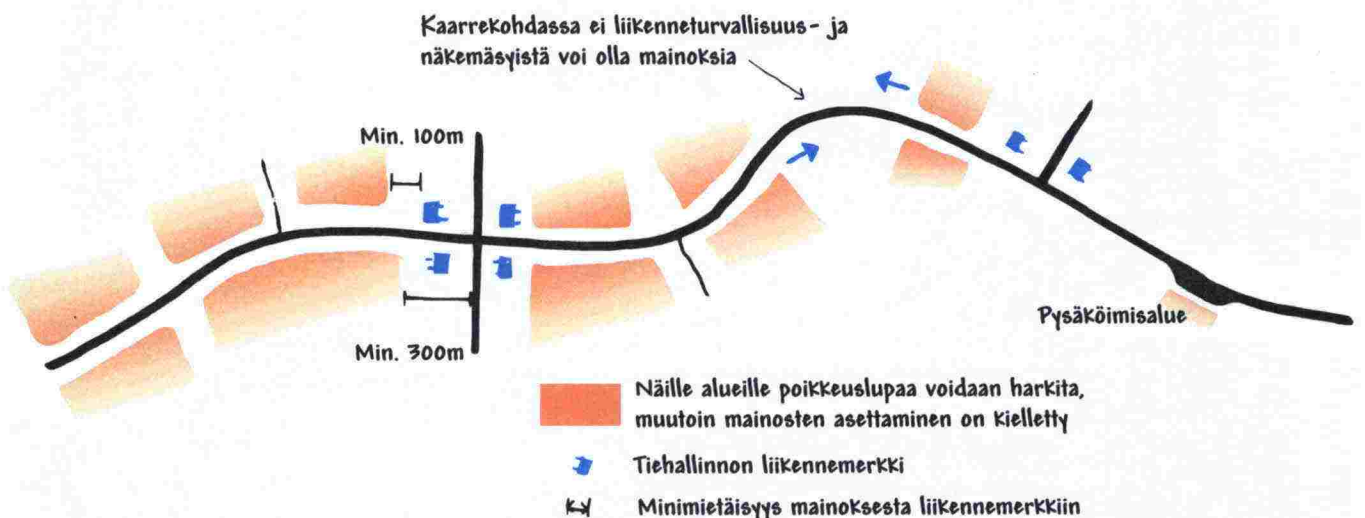 Kaarrekohdassa ei liikenneturvallisuus- ja
näkemäsyistä voi olla mainoksia
Min. 100m
Min. 300m
Pysäköimisalue
Näille alueille poikkeuslupaa voidaan harkita,
muutoin mainosten asettaminen on kielletty
Tiehallinnon liikennemerkki
Minimietäisyys mainoksesta liikennemerkkiin